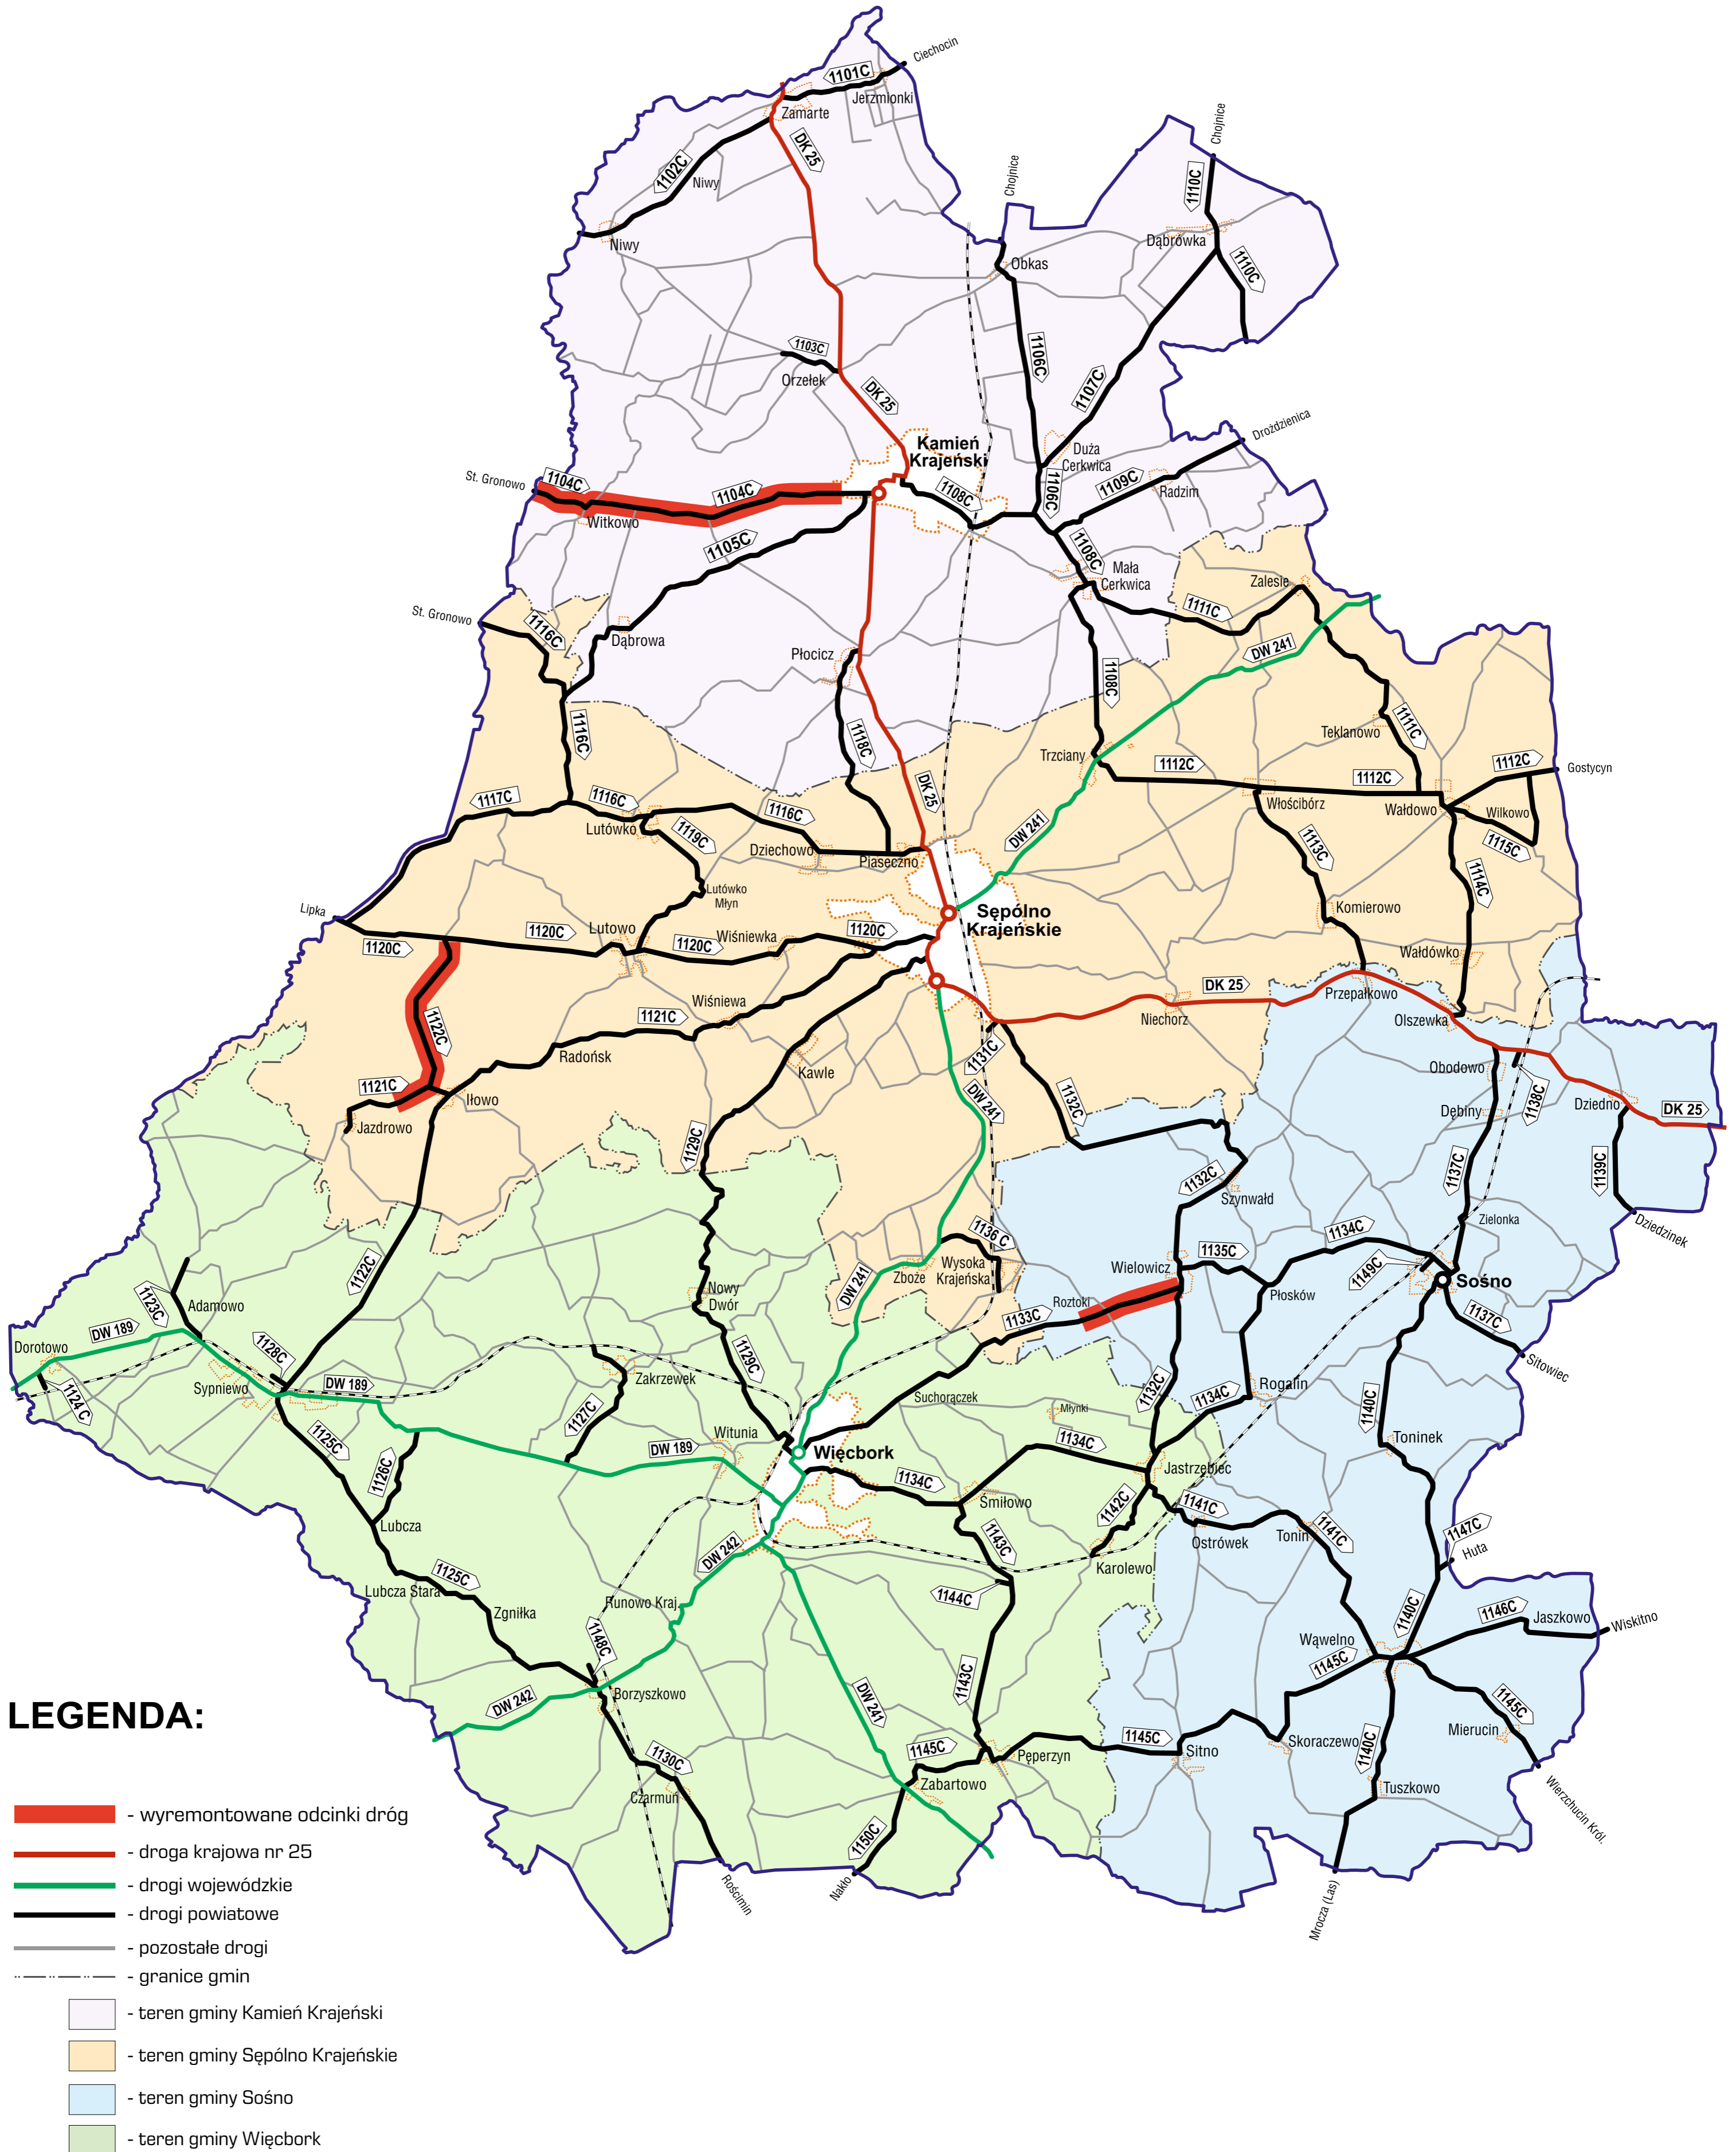 Ciechocin
1101C
Jerzmionki
Zamarte
DK 25
1102C
Niwy
Niwy
Chojnice
Chojnice
1110C
Dąbrówka
1110C
Obkas
1106C
1107C
1103C
Orzełek
DK 25
Kamień
Krajeński
Duża
Cerkwica
Drożdzienica
St. Gronowo
1104C
1104C
Witkowo
1108C
1106C
1109C
Radzim
1105C
1108C
Mała
Cerkwica
Zalesie
St. Gronowo
1116C
Dąbrowa
1111C
DW 241
Płocicz
1108C
1116C
1118C
Teklanowo
1111C
Trzciany
1112C
1112C
1112C
Gostycyn
DK 25
Włościbórz
Wałdowo
Wilkowo
1117C
1116C
1116C
Lutówko
1119C
Dziechowo
Piaseczno
DW 241
1113C
1115C
1114C
Lutówko
Młyn
Lipka
Sępólno
Krajeńskie
Komierowo
1120C
1120C
Lutowo
1120C
Wiśniewka
1120C
Wałdówko
DK 25
Przepałkowo
Wiśniewa
1121C
Niechorz
Olszewka
1122C
Radońsk
1131C
Kawle
Obodowo
1138C
1121C
Iłowo
DW 241
1132C
Dębiny
Dziedno
DK 25
Jazdrowo
1129C
1137C
1139C
1132C
Szynwałd
Zielonka
Dziedzinek
1136 C
1134C
1122C
Wysoka
Krajeńska
Zboże
Wielowicz
1135C
1149C
Sośno
1123C
Adamowo
Nowy
Dwór
DW 241
Roztoki
Płosków
1133C
1137C
Dorotowo
DW 189
1128C
1129C
Sitowiec
Sypniewo
DW 189
Zakrzewek
1132C
Rogalin
1124 C
Suchorączek
1134C
1140C
1127C
Młynki
1125C
Witunia
DW 189
Więcbork
1134C
Toninek
1126C
1134C
Jastrzębiec
Śmiłowo
1142C
1141C
Lubcza
Ostrówek
Tonin
1141C
1147C
1143C
Huta
DW 242
Karolewo
1125C
1144C
Lubcza Stara
Runowo Kraj.
Zgniłka
1140C
1146C
Jaszkowo
Wiskitno
1148C
Wąwelno
1145C
1143C
1145C
Borzyszkowo
DW 242
DW 241
Mierucin
1145C
1145C
Pęperzyn
Sitno
Skoraczewo
1140C
1130C
Zabartowo
Tuszkowo
Czarmuń
Wierzchucin Król.
1150C
Rościmin
Nakło
Mrocza (Las)
LEGENDA:
- wyremontowane odcinki dróg
- droga krajowa nr 25
- drogi wojewódzkie
- drogi powiatowe
- pozostałe drogi
- granice gmin
- teren gminy Kamień Krajeński
- teren gminy Sępólno Krajeńskie
- teren gminy Sośno
- teren gminy Więcbork